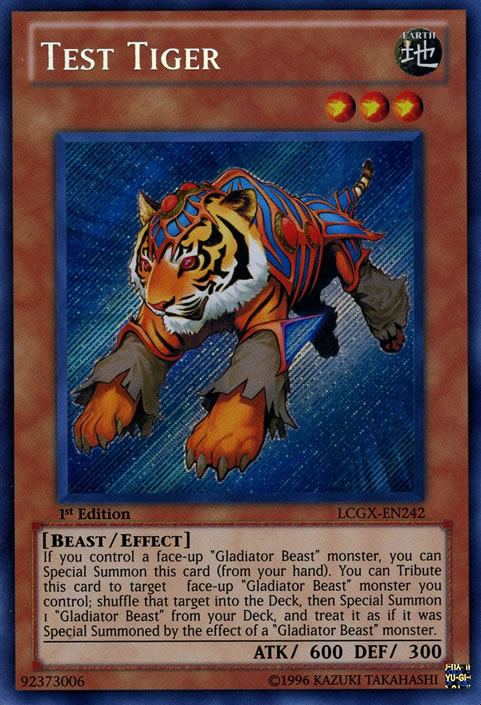 TEST TIGER
EARTH
地
1st Edition
LCGX-EN242
[BEAST/EFFECT]
If you control a face-up "Gladiator Beast" monster, you can
Special Summon this card (from your hand). You can Tribute
this card to target face-up "Gladiator Beast" monster you
control; shuffle that target into the Deck, then Special Summon
1 "Gladiator Beast" from your Deck, and treat it as if it was
Special Summoned by the effect of a "Gladiator Beast" monster.
ATK/ 600 DEF/ 300
92373006
©1996 KAZUKI TAKAHASHI
YU-GI-